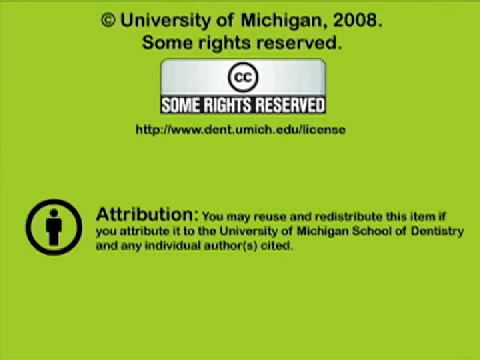 © University of Michigan, 2008.
Some rights reserved.
cc
SOME RIGHTS RESERVED
http://www.dent.umich.edu/license
Attribution: You may reuse and redistribute this item if
you attribute it to the University of Michigan School of Dentistry
and any individual author(s) cited.